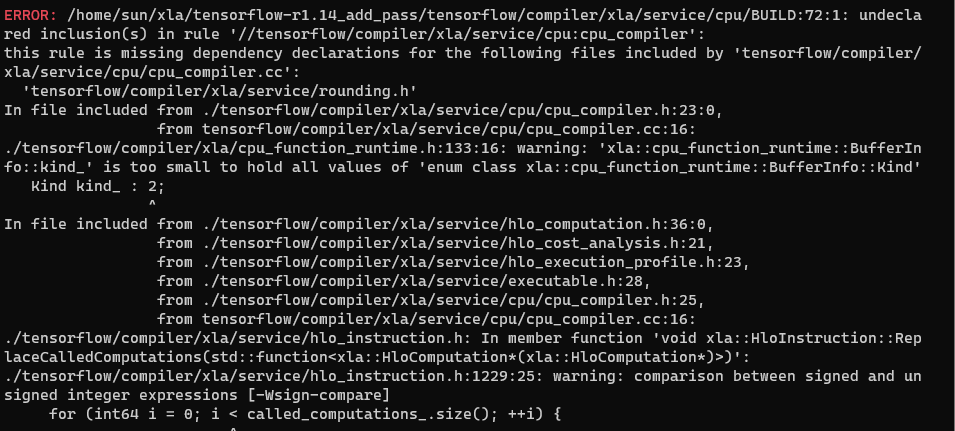 ERROR: /home/sun/xla/tensorflow-r1.14_add_pass/tensorflow/compiler/xla/service/cpu/BUILD:72:1: undecla
red inclusion(s) in rule '//tensorflow/compiler/xla/service/cpu:cpu_compiler':
this rule is missing dependency declarations for the following files included by 'tensorflow/compiler/
xla/service/cpu/cpu_compiler.cc':
  'tensorflow/compiler/xla/service/rounding.h'
In file included from ./tensorflow/compiler/xla/service/cpu/cpu_compiler.h:23:0,
                 from tensorflow/compiler/xla/service/cpu/cpu_compiler.cc:16:
./tensorflow/compiler/xla/cpu_function_runtime.h:133:16: warning: 'xla::cpu_function_runtime::BufferIn
fo::kind_' is too small to hold all values of 'enum class xla::cpu_function_runtime::BufferInfo::Kind'
   Kind kind_ : 2;
                ^
In file included from ./tensorflow/compiler/xla/service/hlo_computation.h:36:0,
                 from ./tensorflow/compiler/xla/service/hlo_cost_analysis.h:21,
                 from ./tensorflow/compiler/xla/service/hlo_execution_profile.h:23,
                 from ./tensorflow/compiler/xla/service/executable.h:28,
                 from ./tensorflow/compiler/xla/service/cpu/cpu_compiler.h:25,
                 from tensorflow/compiler/xla/service/cpu/cpu_compiler.cc:16:
./tensorflow/compiler/xla/service/hlo_instruction.h: In member function 'void xla::HloInstruction::Rep
laceCalledComputations(std::function<xla::HloComputation*(xla::HloComputation*)>)':
./tensorflow/compiler/xla/service/hlo_instruction.h:1229:25: warning: comparison between signed and un
signed integer expressions [-Wsign-compare]
     for (int64 i = 0; i < called_computations_.size(); ++i) {
                         ^